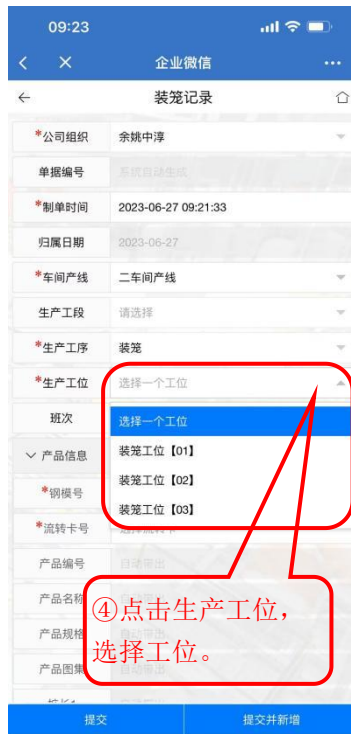 09:23
企业微信
装笼记录
*公司组织 余姚中淳
单据编号 系统自动生成
*制单时间 2023-06-27 09:21:33
归属日期 2023-06-27
*车间产线 二车间产线
生产工段 请选择
*生产工序 装笼
*生产工位 选择一个工位
班次 选择一个工位
装笼工位【01】
产品信息
装笼工位【02】
*钢模号
装笼工位【03】
*流转卡号
产品编号 自动带出
产品名称
④点击生产工位，
产品规格
选择工位。
产品图集
提交 提交并新增